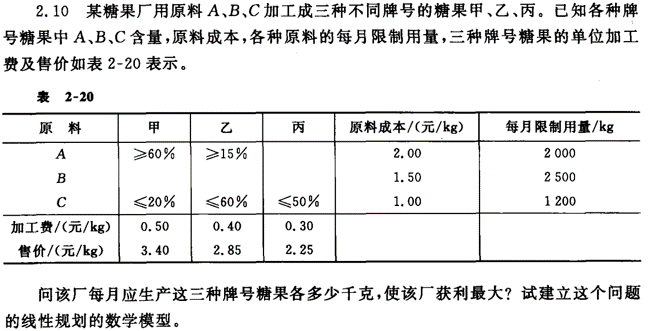 2.10 某糖果厂用原料A、B、C加工成三种不同牌号的糖果甲、乙、丙。已知各种牌
号糖果中A、B、C含量,原料成本,各种原料的每月限制用量,三种牌号糖果的单位加工
费及售价如表2-20表示。
表 2-20
原 料 甲 乙 丙 原料成本/(元/kg) 每月限制用量/kg
A ≥60% ≥15% 2.00 2 000
B 1.50 2 500
C ≤20% ≤60% ≤50% 1.00 1 200
加工费/(元/kg) 0.50 0.40 0.30
售价/(元/kg) 3.40 2.85 2.25
问该厂每月应生产这三种牌号糖果各多少千克,使该厂获利最大?试建立这个问题
的线性规划的数学模型。